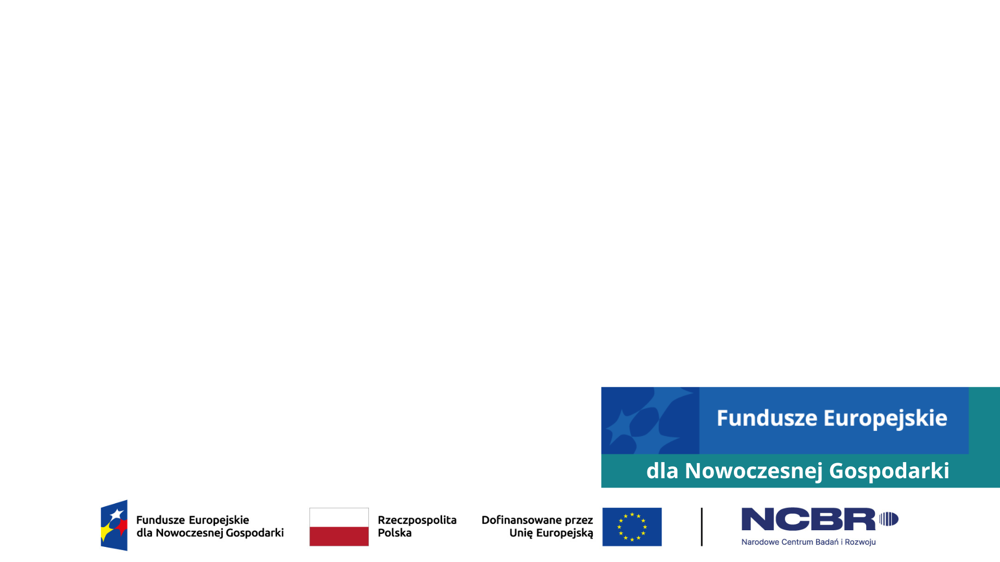 Fundusze Europejskie
dla Nowoczesnej Gospodarki
Fundusze Europejskie
dla Nowoczesnej Gospodarki
Rzeczpospolita
Polska
Dofinansowane przez
Unię Europejską
NCBR
Narodowe Centrum Badań i Rozwoju